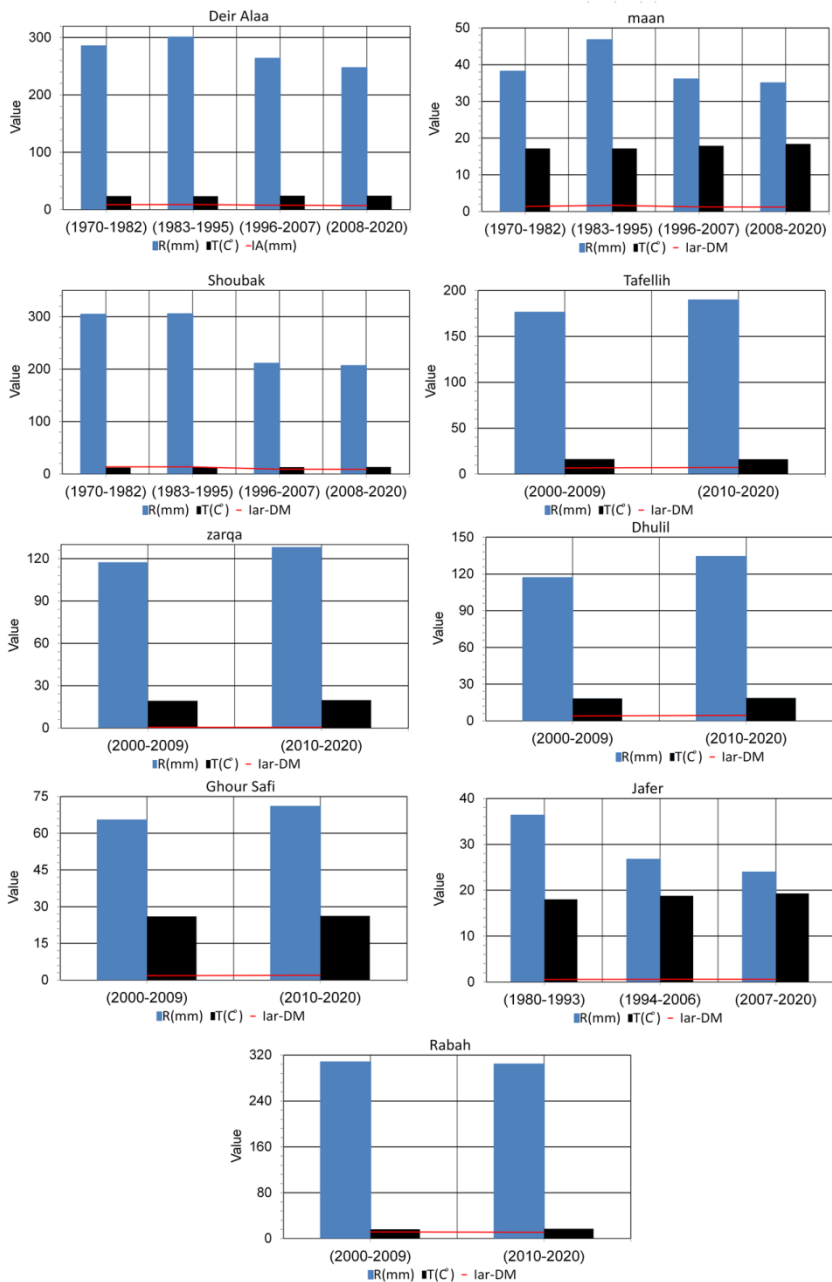 Deir Alaa
Value
300
200
100
0
(1970-1982) (1983-1995) (1996-2007) (2008-2020)
R(mm) T(C°) IA(mm)
maan
Value
50
40
30
20
10
0
(1970-1982) (1983-1995) (1996-2007) (2008-2020)
R(mm) T(C°) Iar-DM
Shoubak
Value
300
200
100
0
(1970-1982) (1983-1995) (1996-2007) (2008-2020)
R(mm) T(C°) Iar-DM
Tafellih
Value
200
150
100
50
0
(2000-2009) (2010-2020)
R(mm) T(C°) Iar-DM
zarqa
Value
120
90
60
30
0
(2000-2009) (2010-2020)
R(mm) T(C°) Iar-DM
Dhulil
Value
150
120
90
60
30
0
(2000-2009) (2010-2020)
R(mm) T(C°) Iar-DM
Ghour Safi
Value
75
60
45
30
15
0
(2000-2009) (2010-2020)
R(mm) T(C°) Iar-DM
Jafer
Value
40
30
20
10
0
(1980-1993) (1994-2006) (2007-2020)
R(mm) T(C°) Iar-DM
Rabah
Value
320
240
160
80
0
(2000-2009) (2010-2020)
R(mm) T(C°) Iar-DM